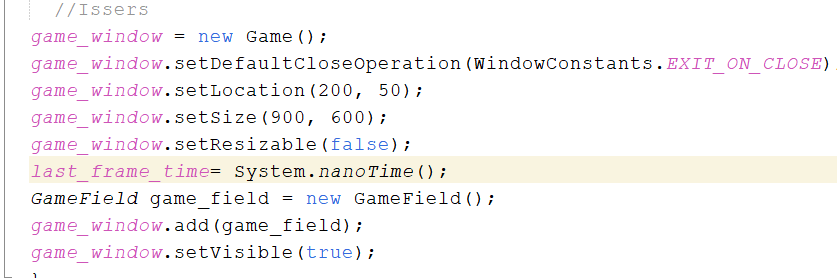 //Issers
game_window = new Game();
game_window.setDefaultCloseOperation(WindowConstants.EXIT_ON_CLOSE)
game_window.setLocation(200, 50);
game_window.setSize(900, 600);
game_window.setResizable(false);
last_frame_time= System.nanoTime();
GameField game_field = new GameField();
game_window.add(game_field);
game_window.setVisible(true);